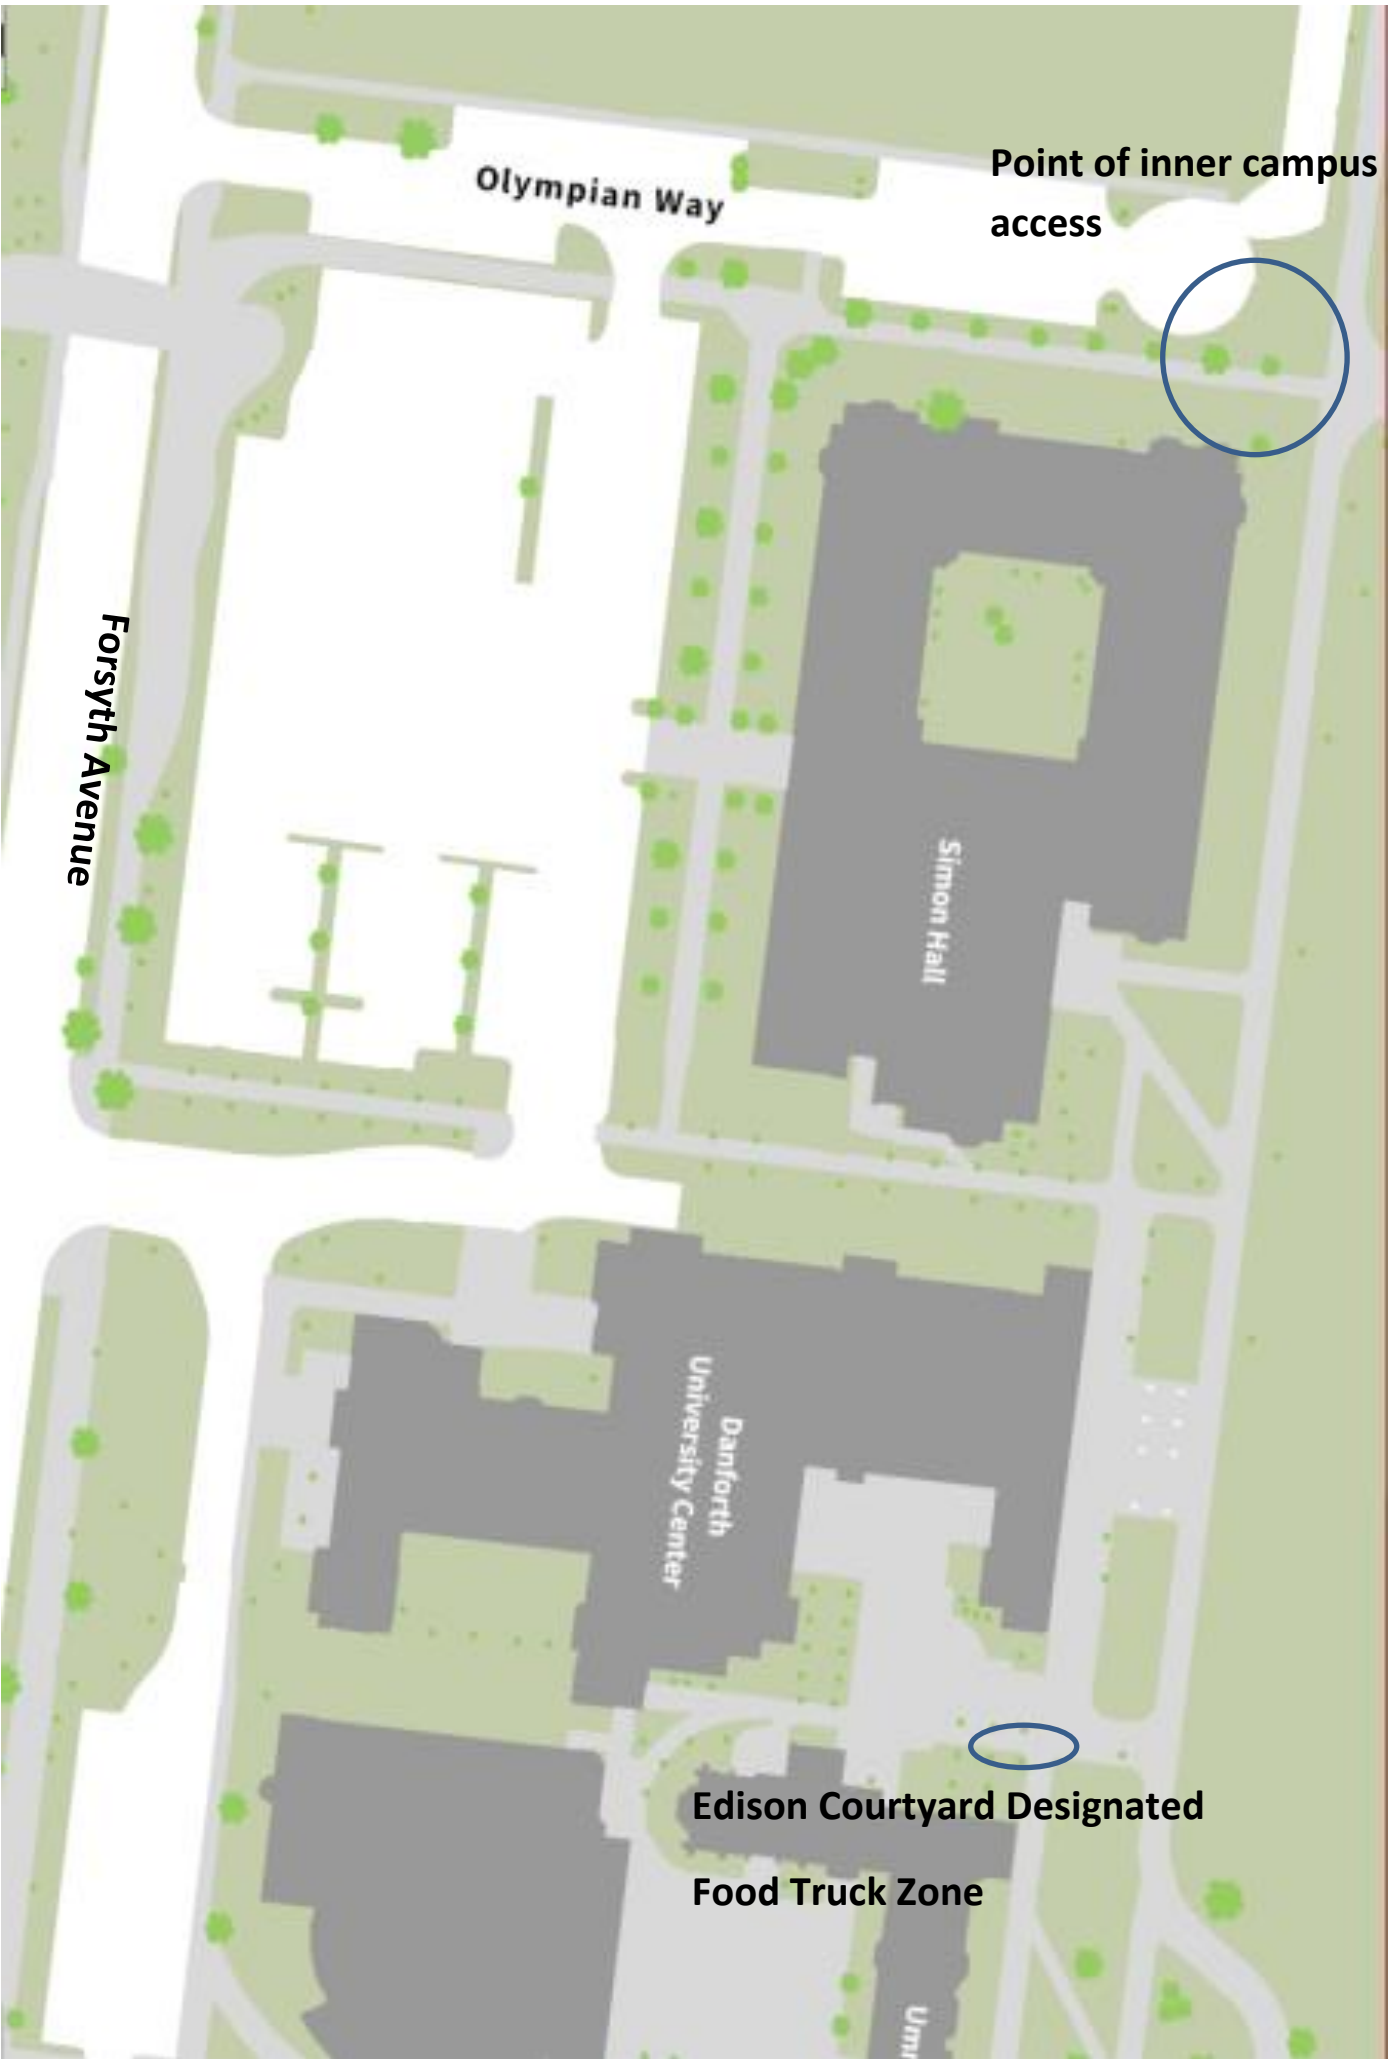 Point of inner campus
access
Olympian Way
Forsyth Avenue
Simon Hall
Danforth
University Center
Edison Courtyard Designated
Food Truck Zone